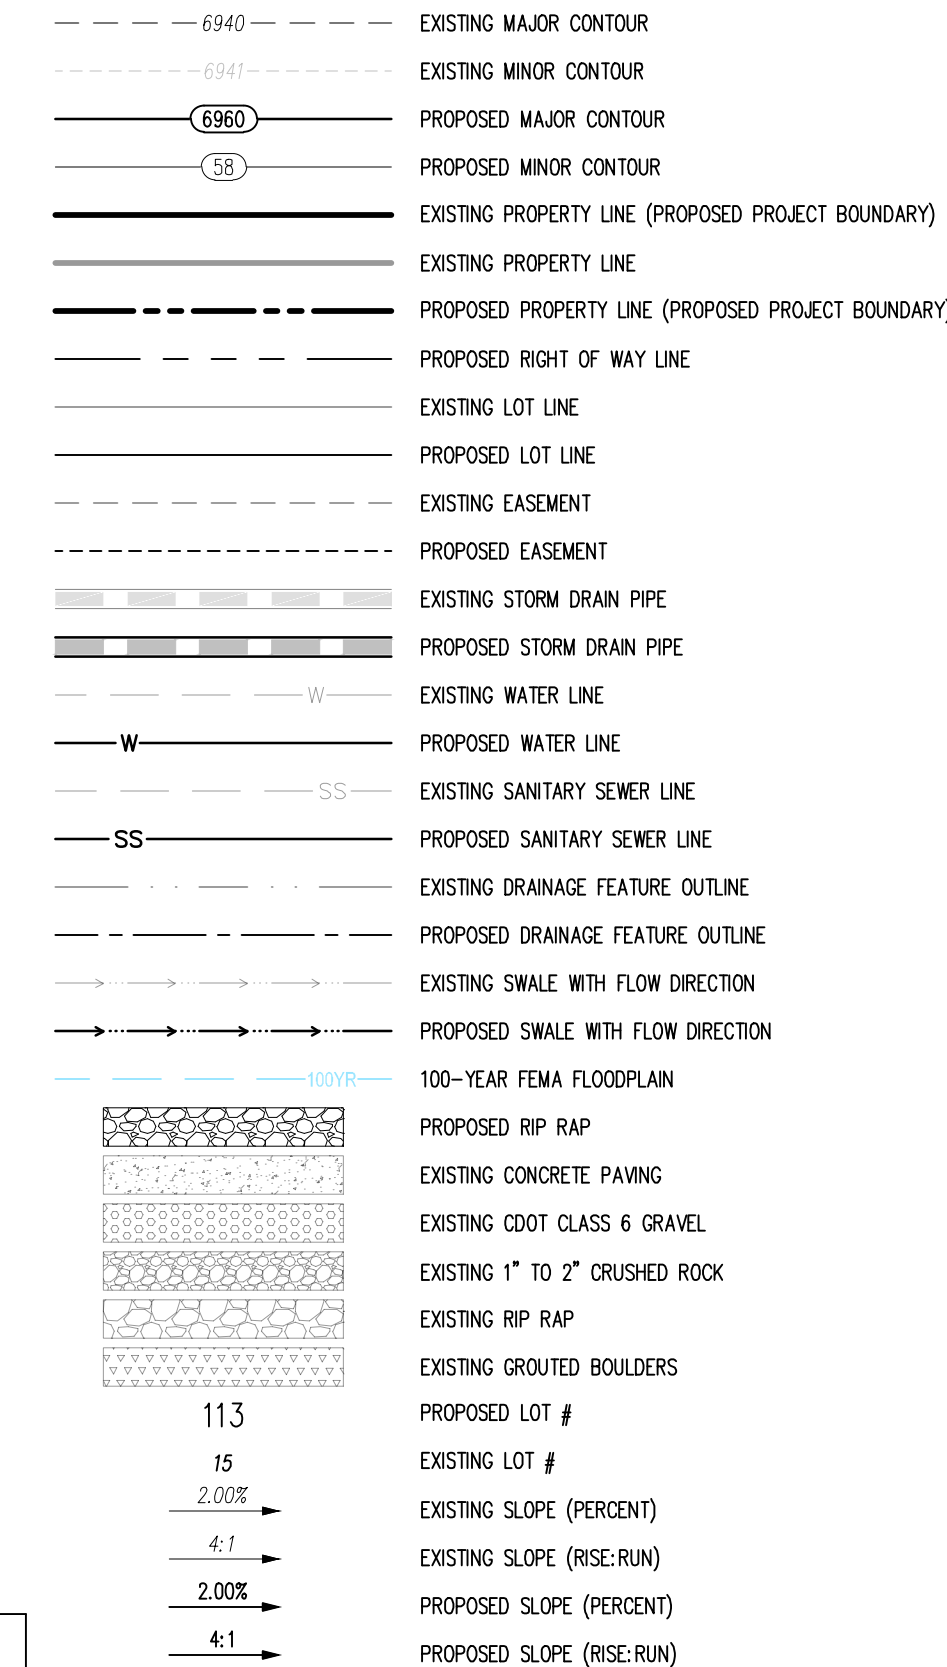 6940 EXISTING MAJOR CONTOUR
6941 EXISTING MINOR CONTOUR
6960 PROPOSED MAJOR CONTOUR
58 PROPOSED MINOR CONTOUR
EXISTING PROPERTY LINE (PROPOSED PROJECT BOUNDARY)
EXISTING PROPERTY LINE
PROPOSED PROPERTY LINE (PROPOSED PROJECT BOUNDARY)
PROPOSED RIGHT OF WAY LINE
EXISTING LOT LINE
PROPOSED LOT LINE
EXISTING EASEMENT
PROPOSED EASEMENT
EXISTING STORM DRAIN PIPE
PROPOSED STORM DRAIN PIPE
W EXISTING WATER LINE
W PROPOSED WATER LINE
SS EXISTING SANITARY SEWER LINE
SS PROPOSED SANITARY SEWER LINE
EXISTING DRAINAGE FEATURE OUTLINE
PROPOSED DRAINAGE FEATURE OUTLINE
EXISTING SWALE WITH FLOW DIRECTION
PROPOSED SWALE WITH FLOW DIRECTION
100YR 100-YEAR FEMA FLOODPLAIN
PROPOSED RIP RAP
EXISTING CONCRETE PAVING
EXISTING CDOT CLASS 6 GRAVEL
EXISTING 1" TO 2" CRUSHED ROCK
EXISTING RIP RAP
EXISTING GROUTED BOULDERS
113 PROPOSED LOT #
15 EXISTING LOT #
2.00% EXISTING SLOPE (PERCENT)
4:1 EXISTING SLOPE (RISE:RUN)
2.00% PROPOSED SLOPE (PERCENT)
4:1 PROPOSED SLOPE (RISE:RUN)